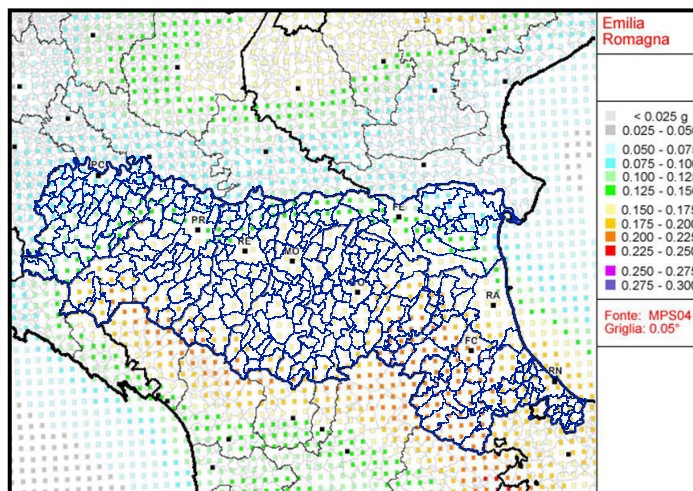 Emilia
Romagna
< 0.025 g
0.025 - 0.050
0.050 - 0.075
0.075 - 0.100
0.100 - 0.125
0.125 - 0.150
0.150 - 0.175
0.175 - 0.200
0.200 - 0.225
0.225 - 0.250
0.250 - 0.275
0.275 - 0.300
Fonte: MPS04
Griglia: 0.05°
PC
PR
RE
MO
BO
FE
RA
FC
RN